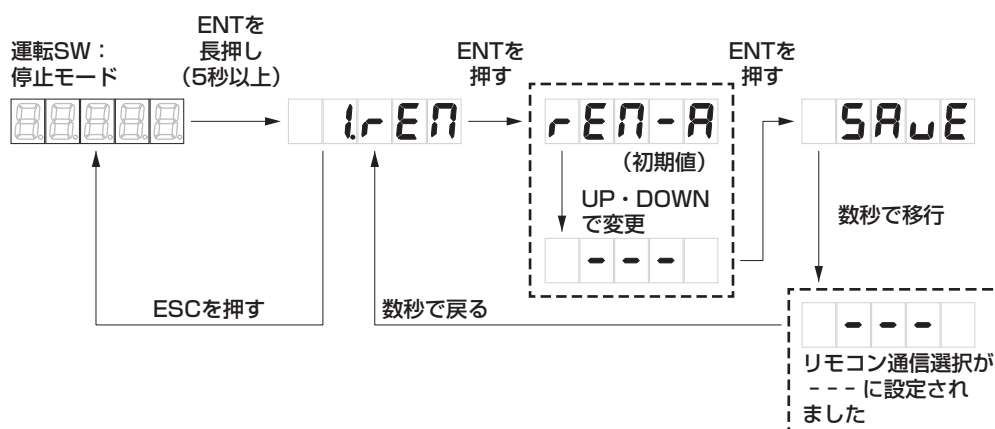 運転SW：
停止モード
ENTを
長押し
（5秒以上）
1.rEM
ENTを
押す
rEM-A
（初期値）
UP・DOWN
で変更
---
ENTを
押す
SAvE
数秒で移行
---
リモコン通信選択が
---に設定され
ました
数秒で戻る
ESCを押す